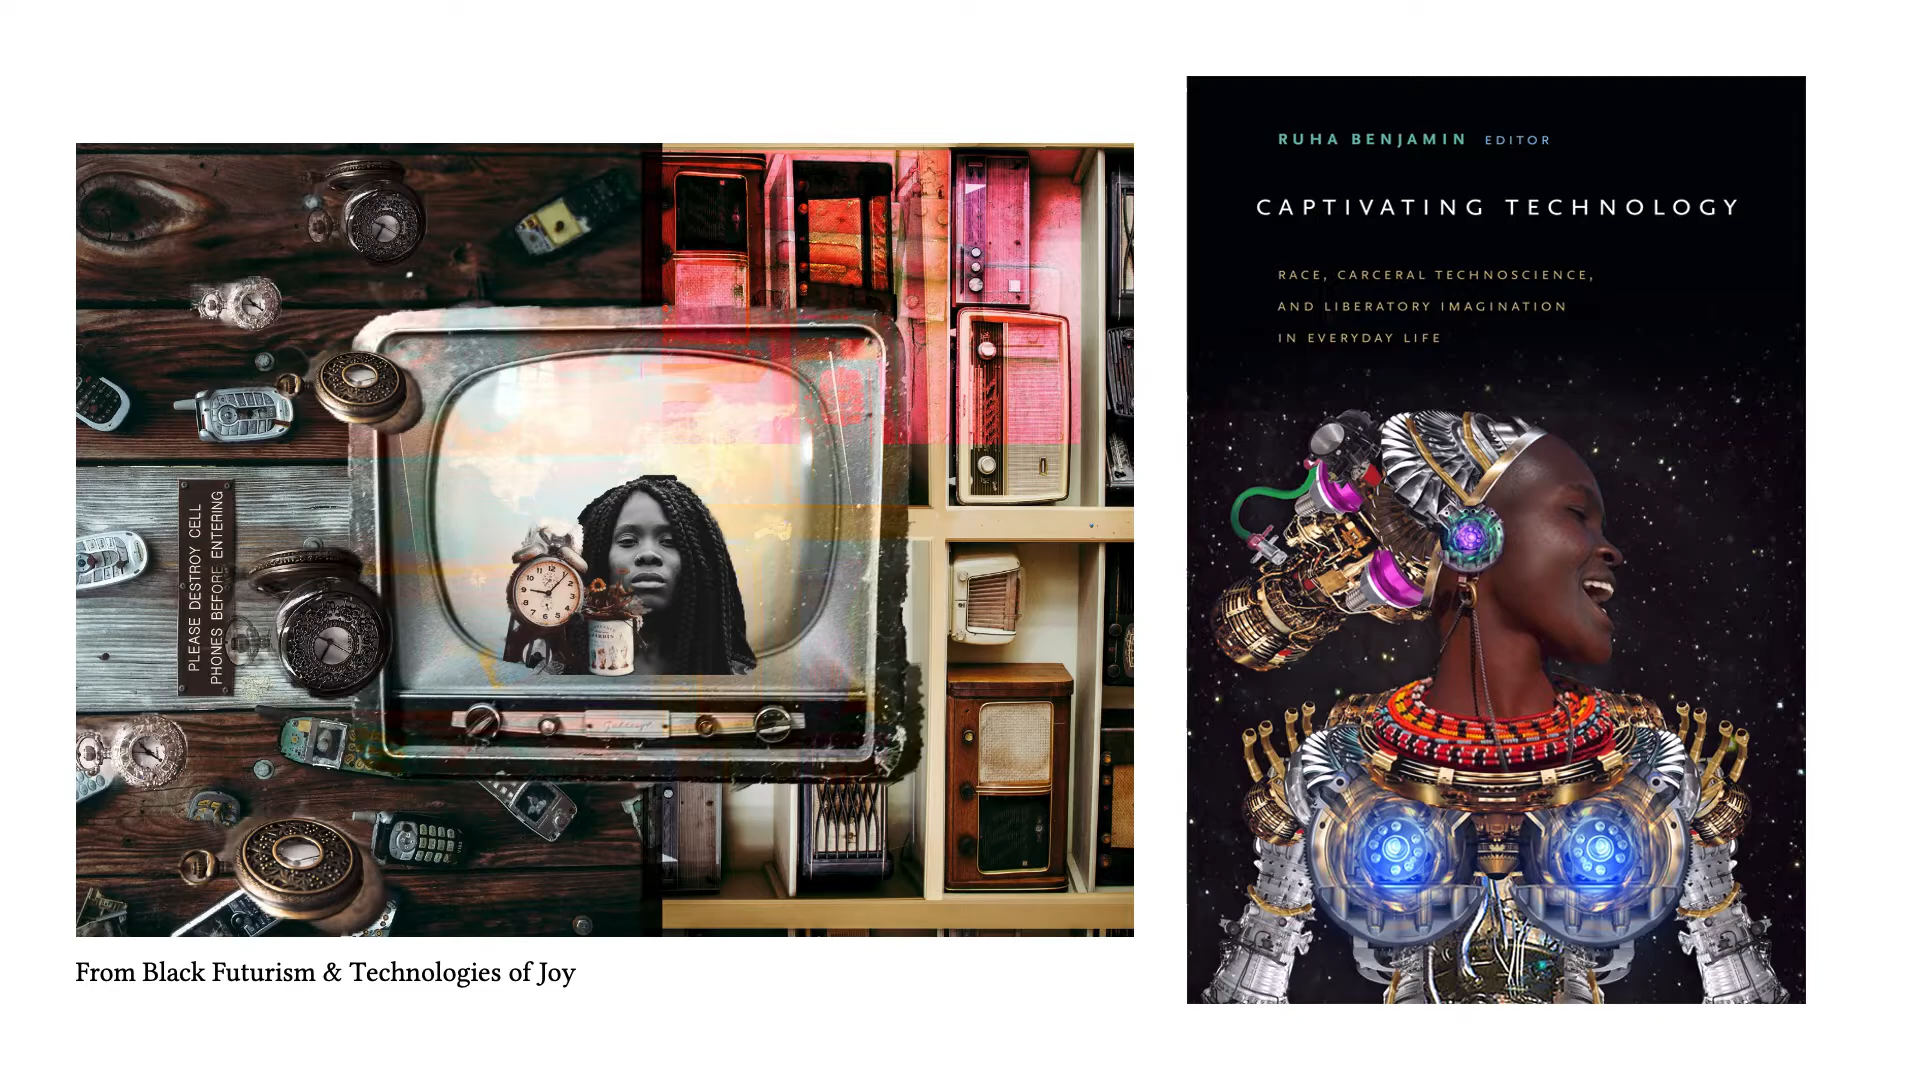 PLEASE DESTROY CELL
PHONES BEFORE ENTERING
From Black Futurism & Technologies of Joy
RUHA BENJAMIN EDITOR
CAPTIVATING TECHNOLOGY
RACE, CARCERAL TECHNOSCIENCE,
AND LIBERATORY IMAGINATION
IN EVERYDAY LIFE